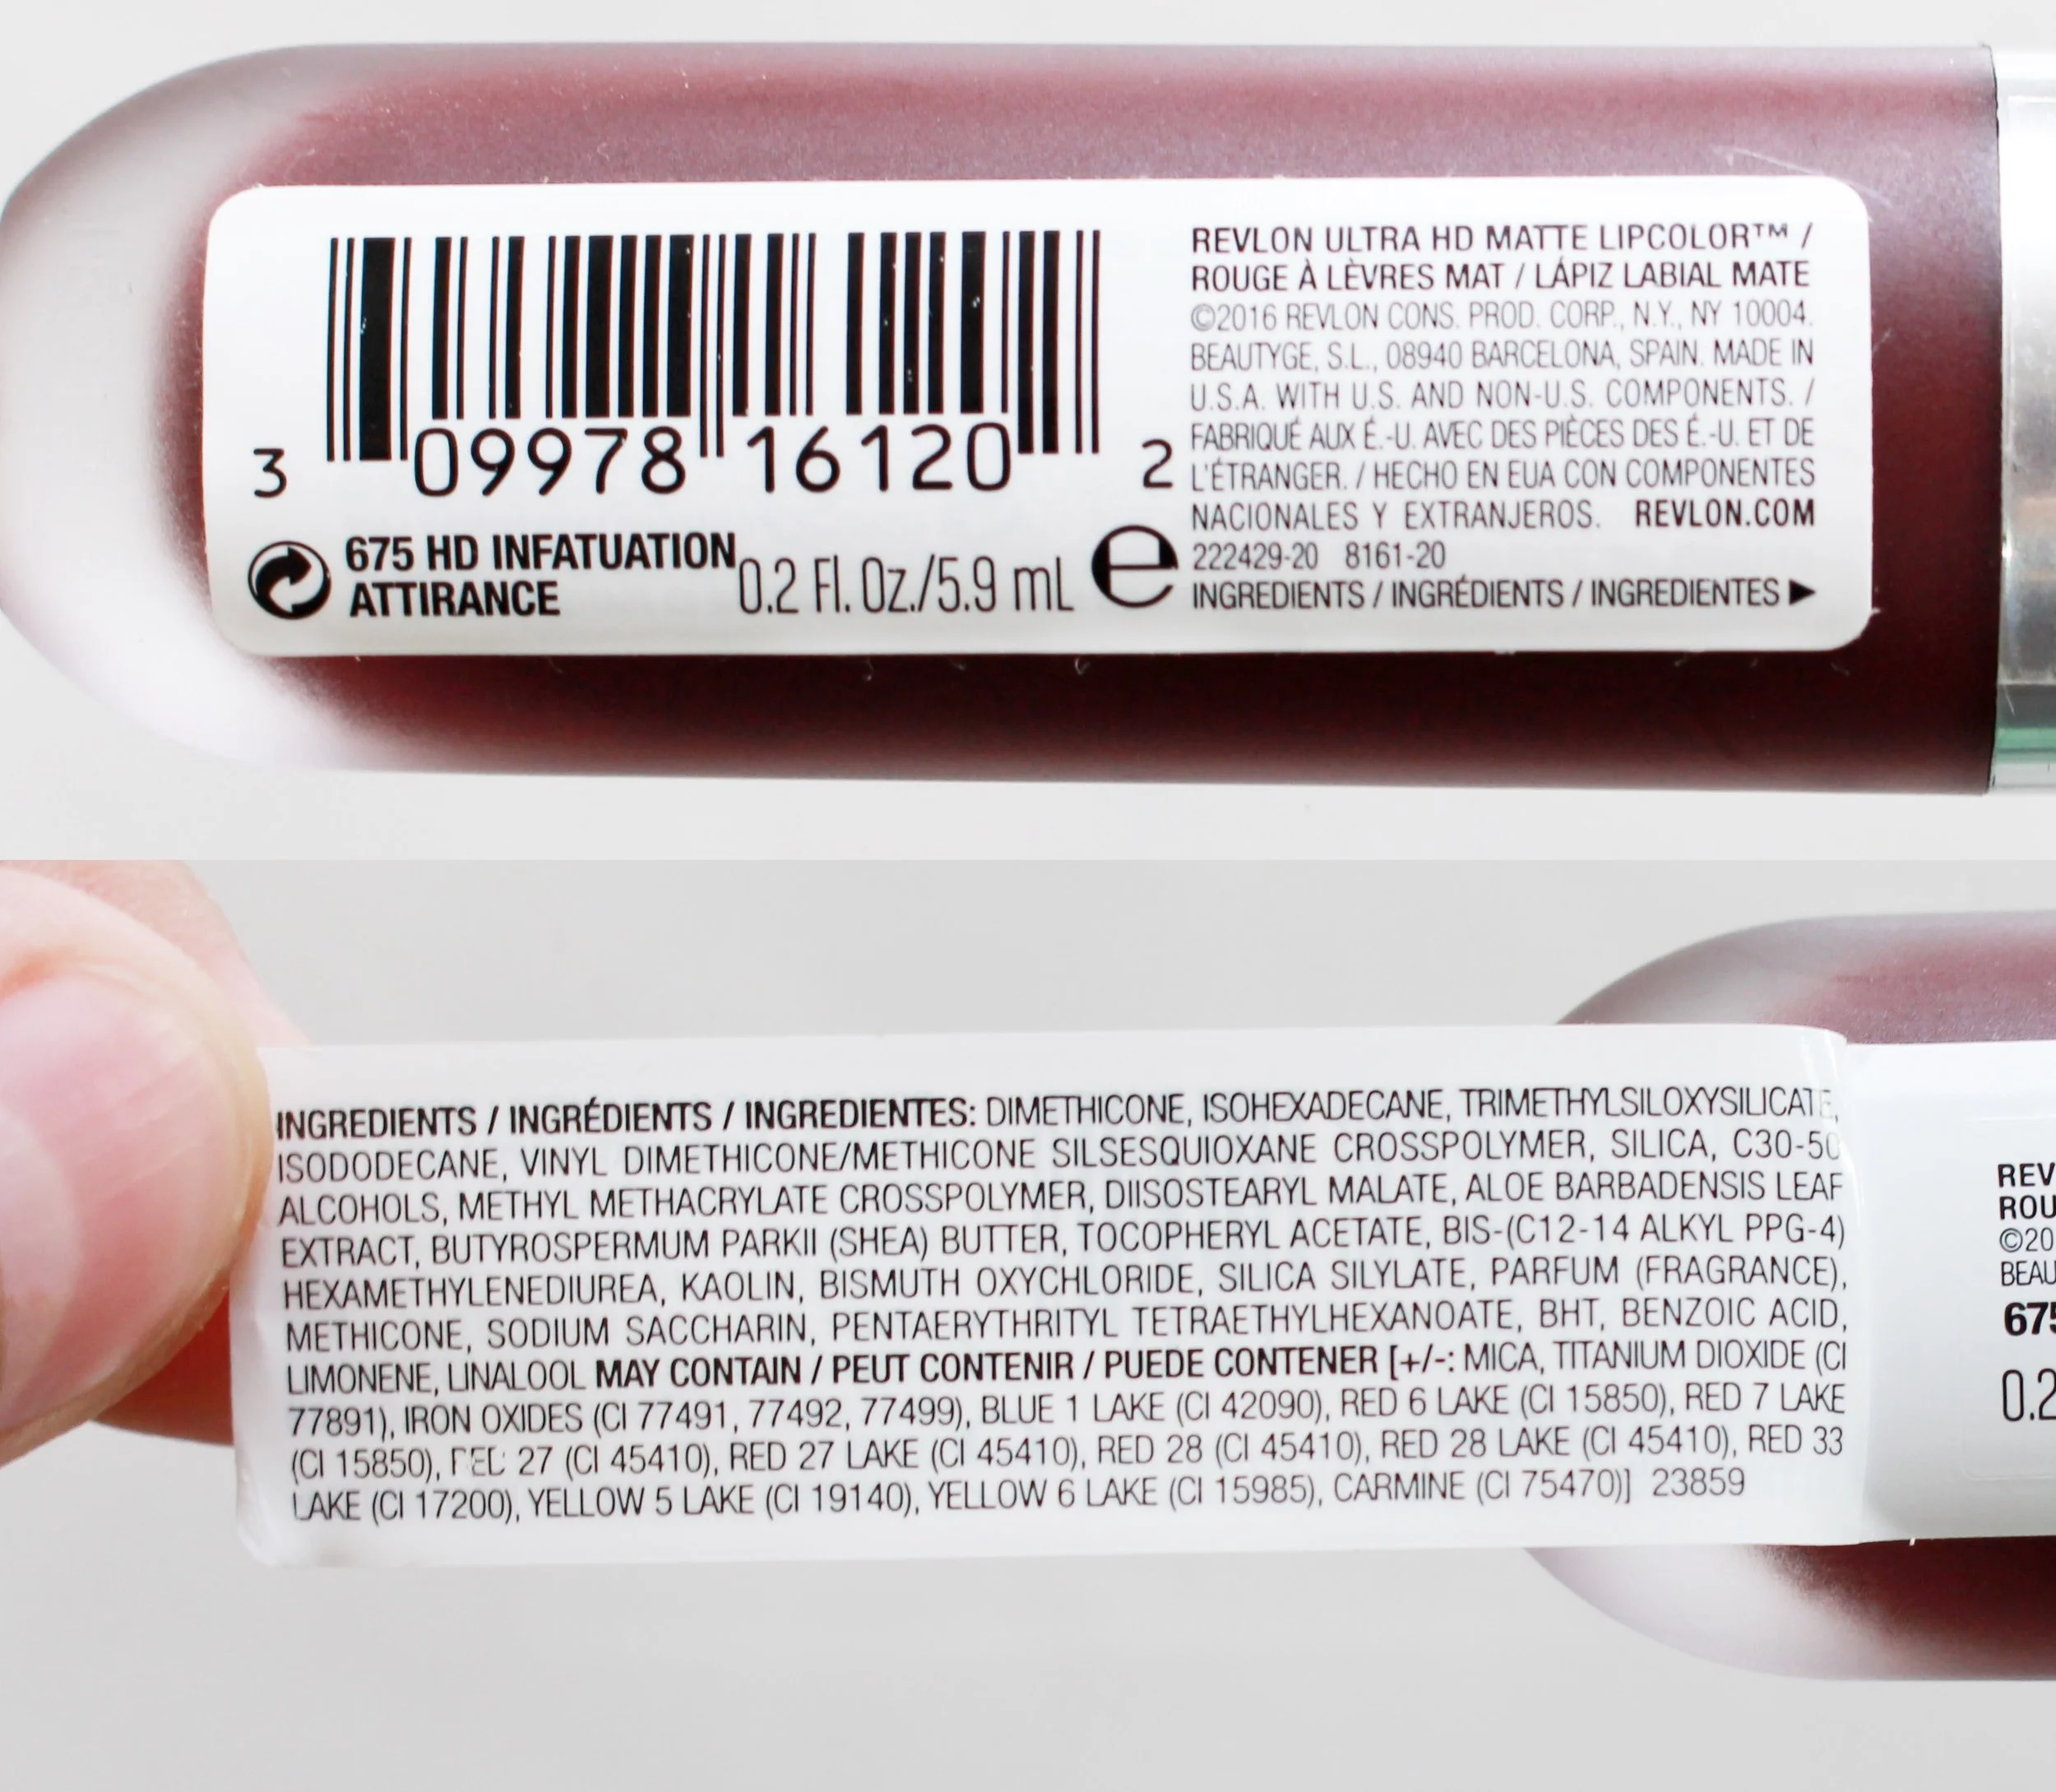 REVLON ULTRA HD MATTE LIPCOLOR™ /
ROUGE À LÈVRES MAT / LÁPIZ LABIAL MATE
©2016 REVLON CONS. PROD. CORP., N.Y., NY 10004.
BEAUTYGE, S.L., 08940 BARCELONA, SPAIN. MADE IN
U.S.A. WITH U.S. AND NON-U.S. COMPONENTS. /
FABRIQUÉ AUX É.-U. AVEC DES PIÈCES DES É.-U. ET DE
L'ÉTRANGER. / HECHO EN EUA CON COMPONENTES
NACIONALES Y EXTRANJEROS. REVLON.COM
222429-20 8161-20
INGREDIENTS / INGRÉDIENTS / INGREDIENTES ▶
3 09978 16120 2
675 HD INFATUATION
ATTIRANCE
0.2 Fl. Oz./5.9 mL e
INGREDIENTS / INGRÉDIENTS / INGREDIENTES: DIMETHICONE, ISOHEXADECANE, TRIMETHYLSILOXYSILICATE,
ISODODECANE, VINYL DIMETHICONE/METHICONE SILSESQUIOXANE CROSSPOLYMER, SILICA, C30-50
ALCOHOLS, METHYL METHACRYLATE CROSSPOLYMER, DIISOSTEARYL MALATE, ALOE BARBADENSIS LEAF
EXTRACT, BUTYROSPERMUM PARKII (SHEA) BUTTER, TOCOPHERYL ACETATE, BIS-(C12-14 ALKYL PPG-4)
HEXAMETHYLENEDIUREA, KAOLIN, BISMUTH OXYCHLORIDE, SILICA SILYLATE, PARFUM (FRAGRANCE),
METHICONE, SODIUM SACCHARIN, PENTAERYTHRITYL TETRAETHYLHEXANOATE, BHT, BENZOIC ACID,
LIMONENE, LINALOOL MAY CONTAIN / PEUT CONTENIR / PUEDE CONTENER [+/-: MICA, TITANIUM DIOXIDE (CI
77891), IRON OXIDES (CI 77491, 77492, 77499), BLUE 1 LAKE (CI 42090), RED 6 LAKE (CI 15850), RED 7 LAKE
(CI 15850), RED 27 (CI 45410), RED 27 LAKE (CI 45410), RED 28 (CI 45410), RED 28 LAKE (CI 45410), RED 33
LAKE (CI 17200), YELLOW 5 LAKE (CI 19140), YELLOW 6 LAKE (CI 15985), CARMINE (CI 75470)] 23859
REV
ROU
©20
BEAU
675
0.2